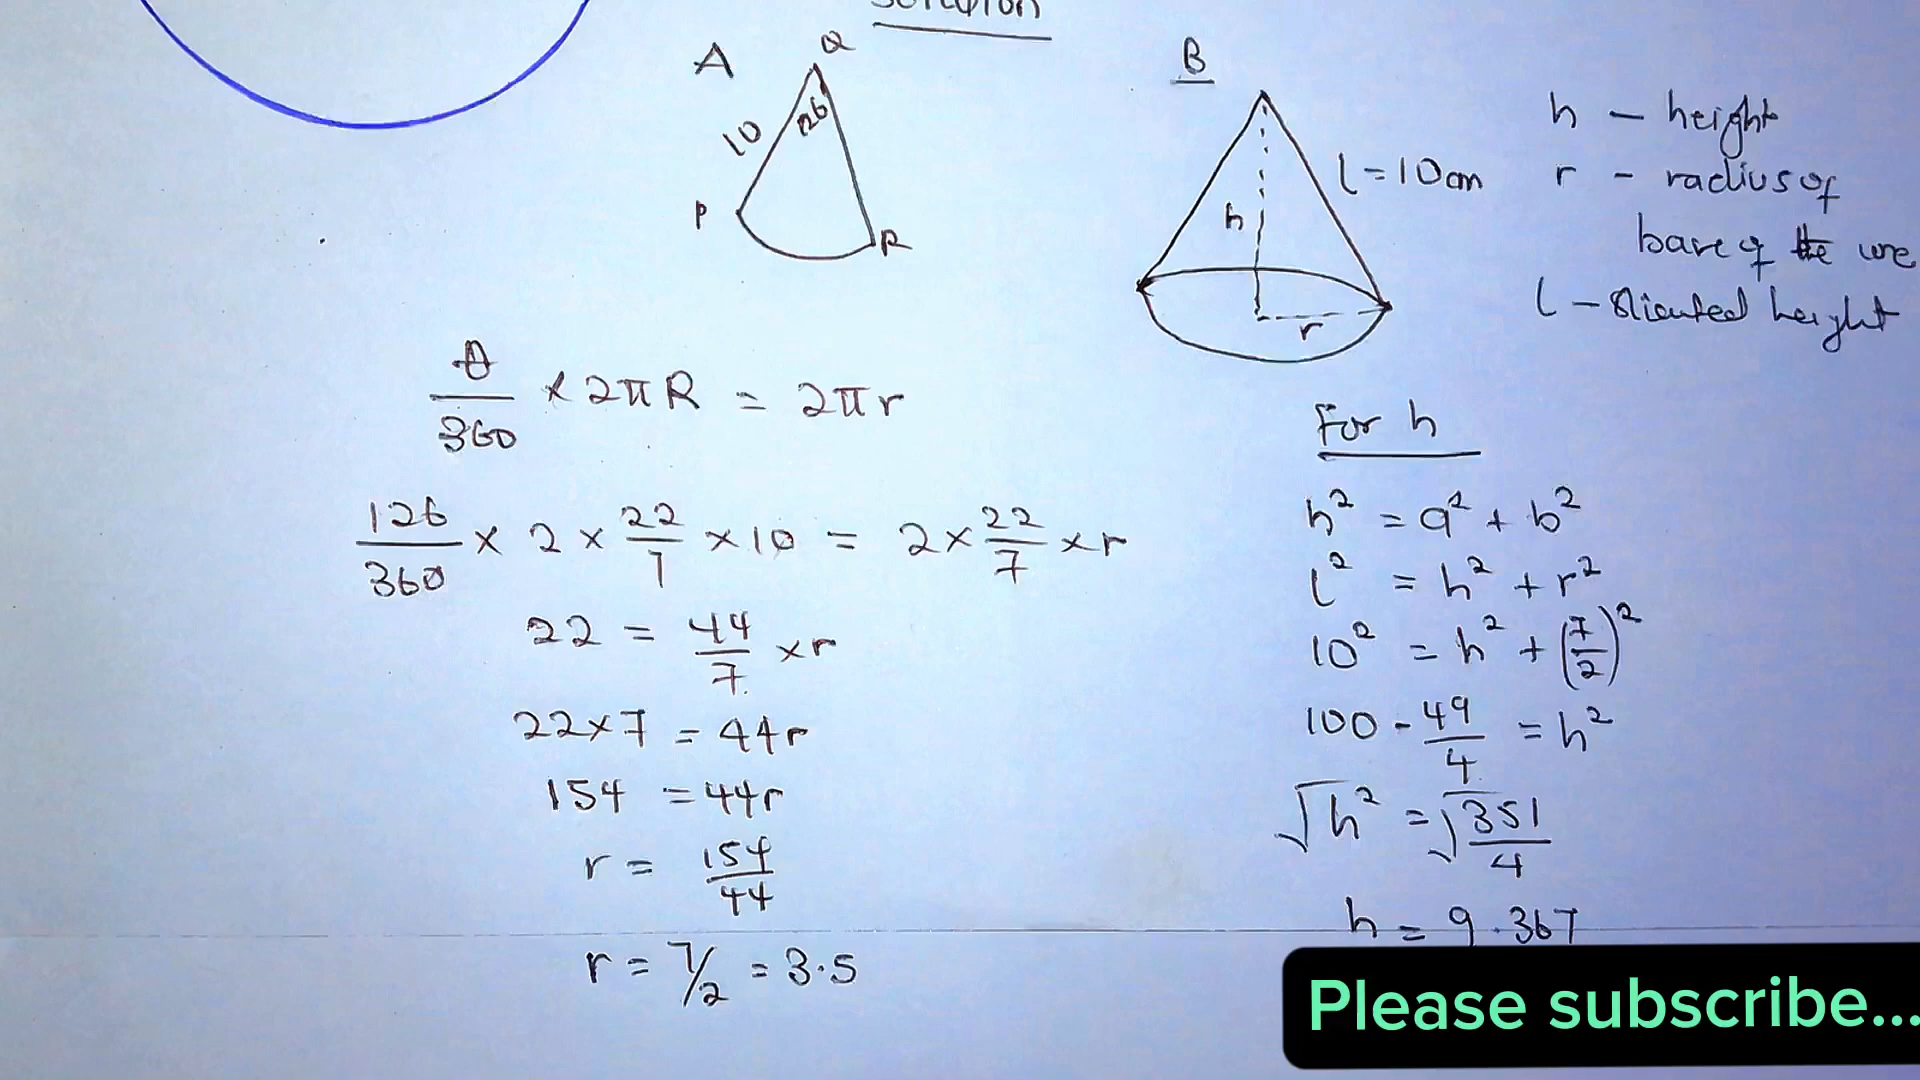 Solution
A
Q
126
10
P
R
B
h
l = 10cm
r
h - height
r - radius of
base of the cone
l - Slanted height
θ/360 × 2πR = 2πr
126/360 × 2 × 22/7 × 10 = 2 × 22/7 × r
22 = 44/7 × r
22×7 = 44r
154 = 44r
r = 154/44
r = 7/2 = 3.5
For h
h² = a² + b²
l² = h² + r²
10² = h² + (7/2)²
100 - 49/4 = h²
√h² = √351/4
h = 9.367
Please subscribe...